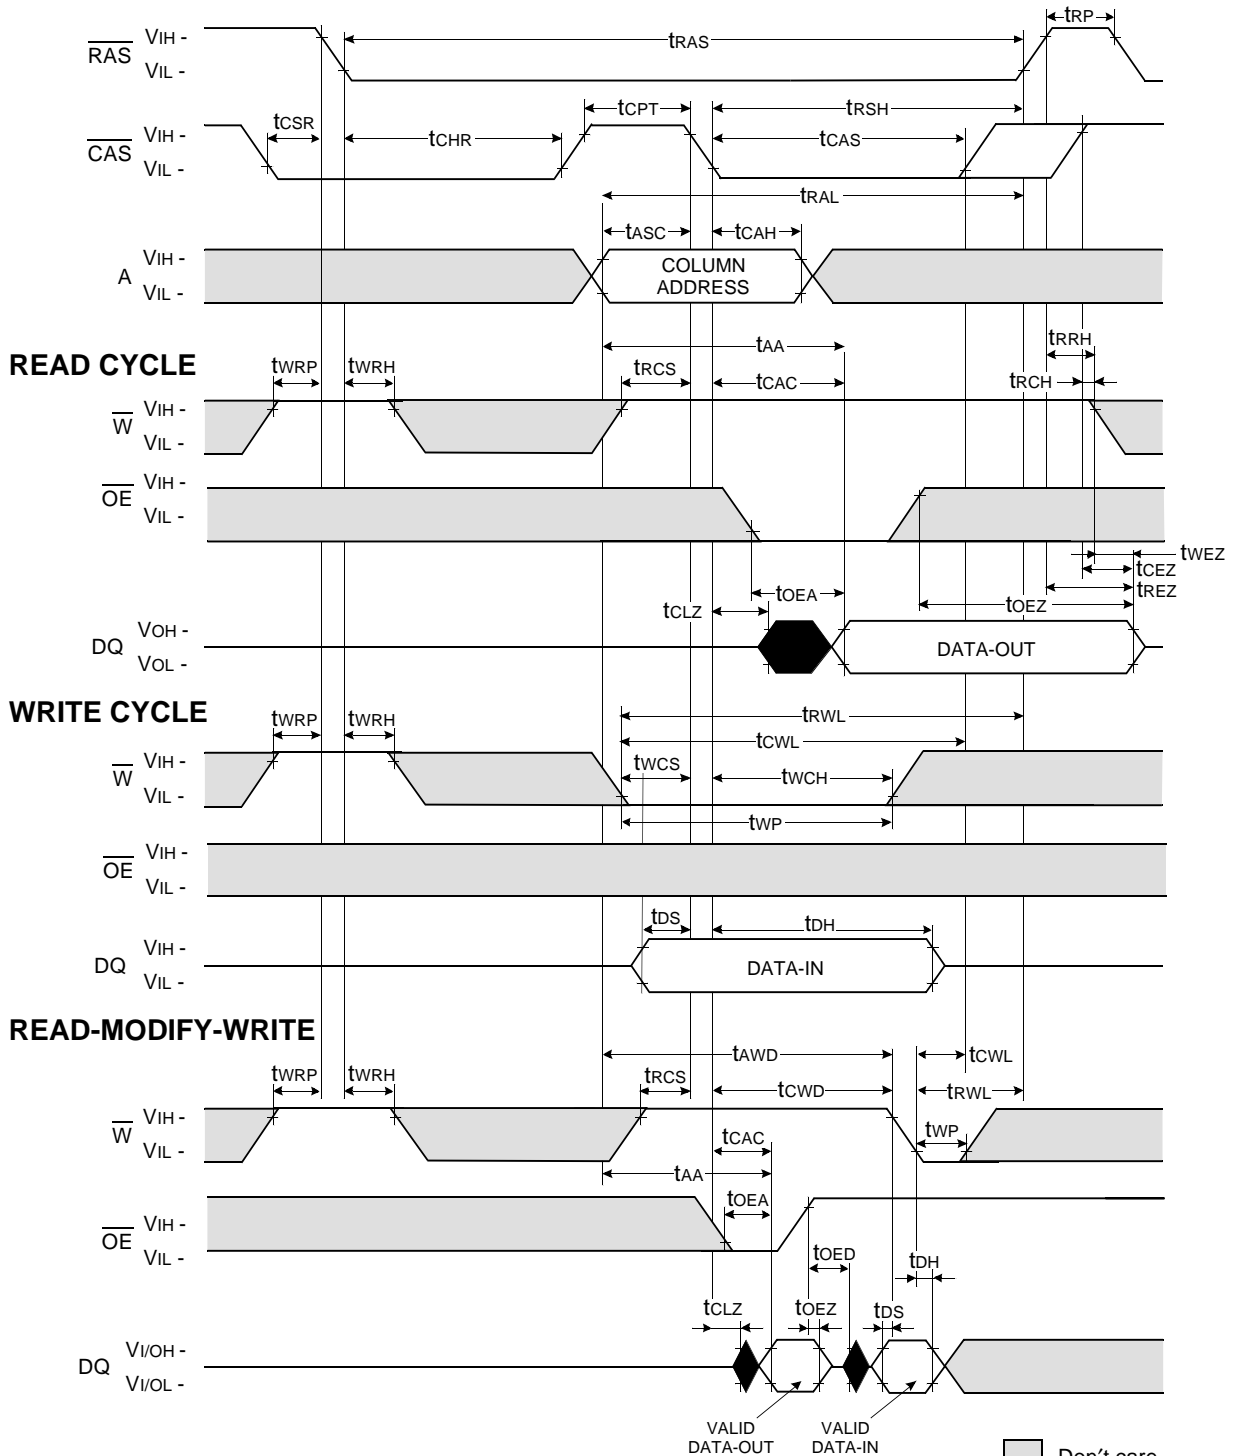 tRP
RAS VIH -
VIL -
tRAS
tCSR tCHR tCPT tRSH
CAS VIH -
VIL -
tCAS
tRAL
tASC tCAH
A VIH -
VIL -
COLUMN
ADDRESS
READ CYCLE
tAA tRRH
tWRP tWRH tRCS tCAC tRCH
W VIH -
VIL -
OE VIH -
VIL -
tWEZ
tCEZ
tREZ
tOEA tOEZ
tCLZ
DQ VOH -
VOL -
DATA-OUT
WRITE CYCLE
tWRP tWRH tRWL
tCWL
W VIH -
VIL -
tWCS tWCH
tWP
OE VIH -
VIL -
tDS tDH
DQ VIH -
VIL -
DATA-IN
READ-MODIFY-WRITE
tAWD tCWL
tWRP tWRH tRCS tCWD tRWL
W VIH -
VIL -
tCAC tWP
tAA
tOEA
OE VIH -
VIL -
tOED tDH
tCLZ tOEZ tDS
DQ VI/OH -
VI/OL -
VALID
DATA-OUT
VALID
DATA-IN
Don't care